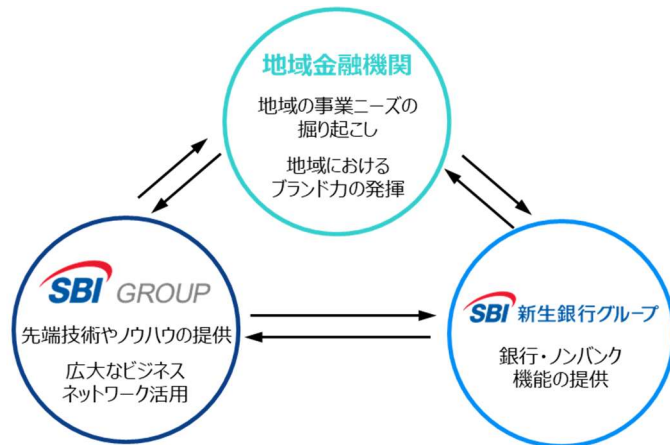 地域金融機関
地域の事業ニーズの
掘り起こし
地域における
ブランド力の発揮
SBI GROUP
先端技術やノウハウの提供
広大なビジネス
ネットワーク活用
SBI 新生銀行グループ
銀行・ノンバンク
機能の提供